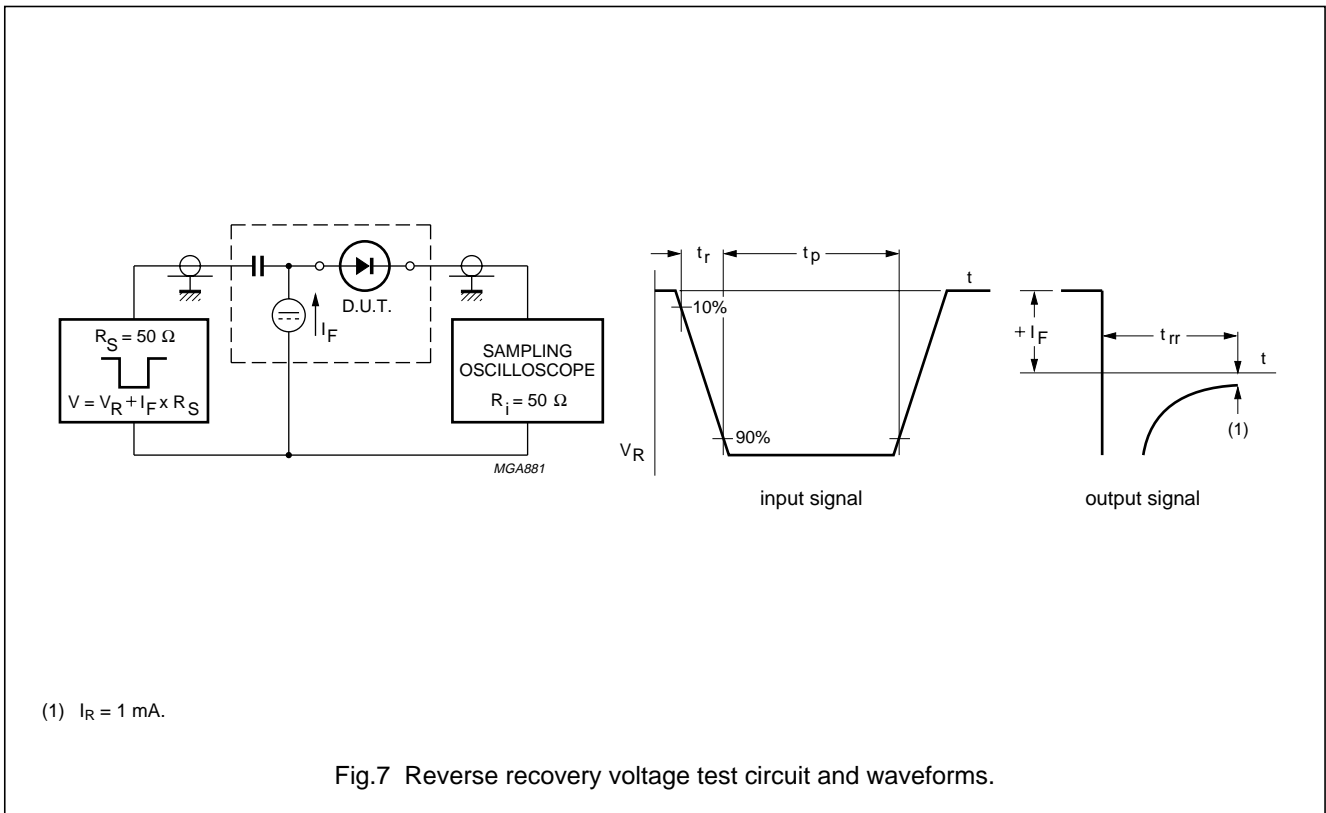 R_S = 50 Ω
V = V_R + I_F x R_S
I_F
D.U.T.
SAMPLING
OSCILLOSCOPE
R_i = 50 Ω
MGA881
t_r
t_p
t
10%
90%
V_R
input signal
+ I_F
t_rr
t
(1)
output signal
(1) I_R = 1 mA.
Fig.7 Reverse recovery voltage test circuit and waveforms.